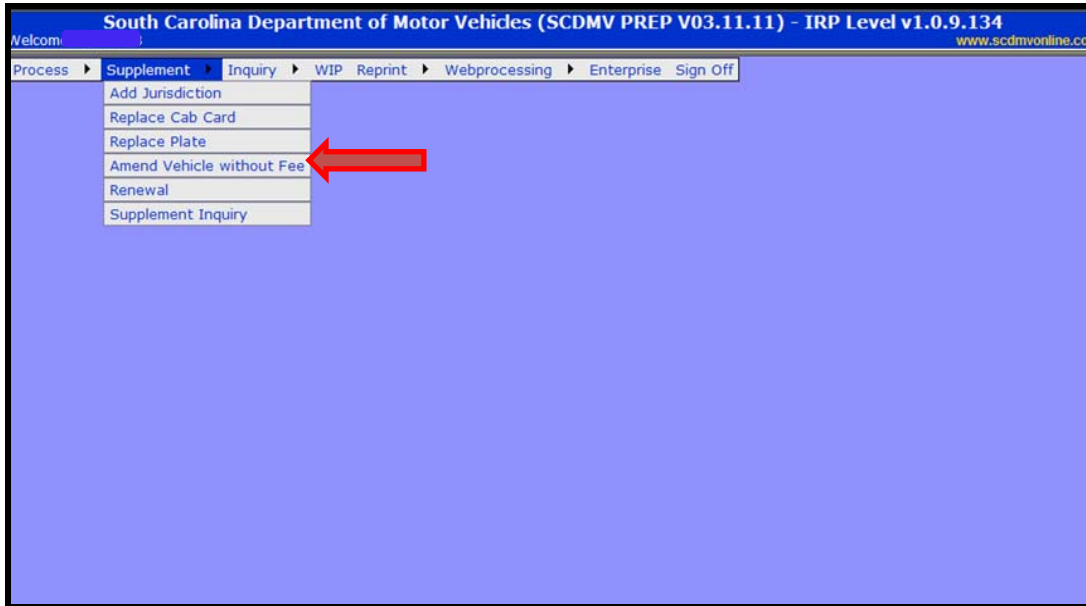 South Carolina Department of Motor Vehicles (SCDMV PREP V03.11.11) - IRP Level v1.0.9.134
www.scdmvonline.co
Process Supplement Inquiry WIP Reprint Webprocessing Enterprise Sign Off
Add Jurisdiction
Replace Cab Card
Replace Plate
Amend Vehicle without Fee
Renewal
Supplement Inquiry